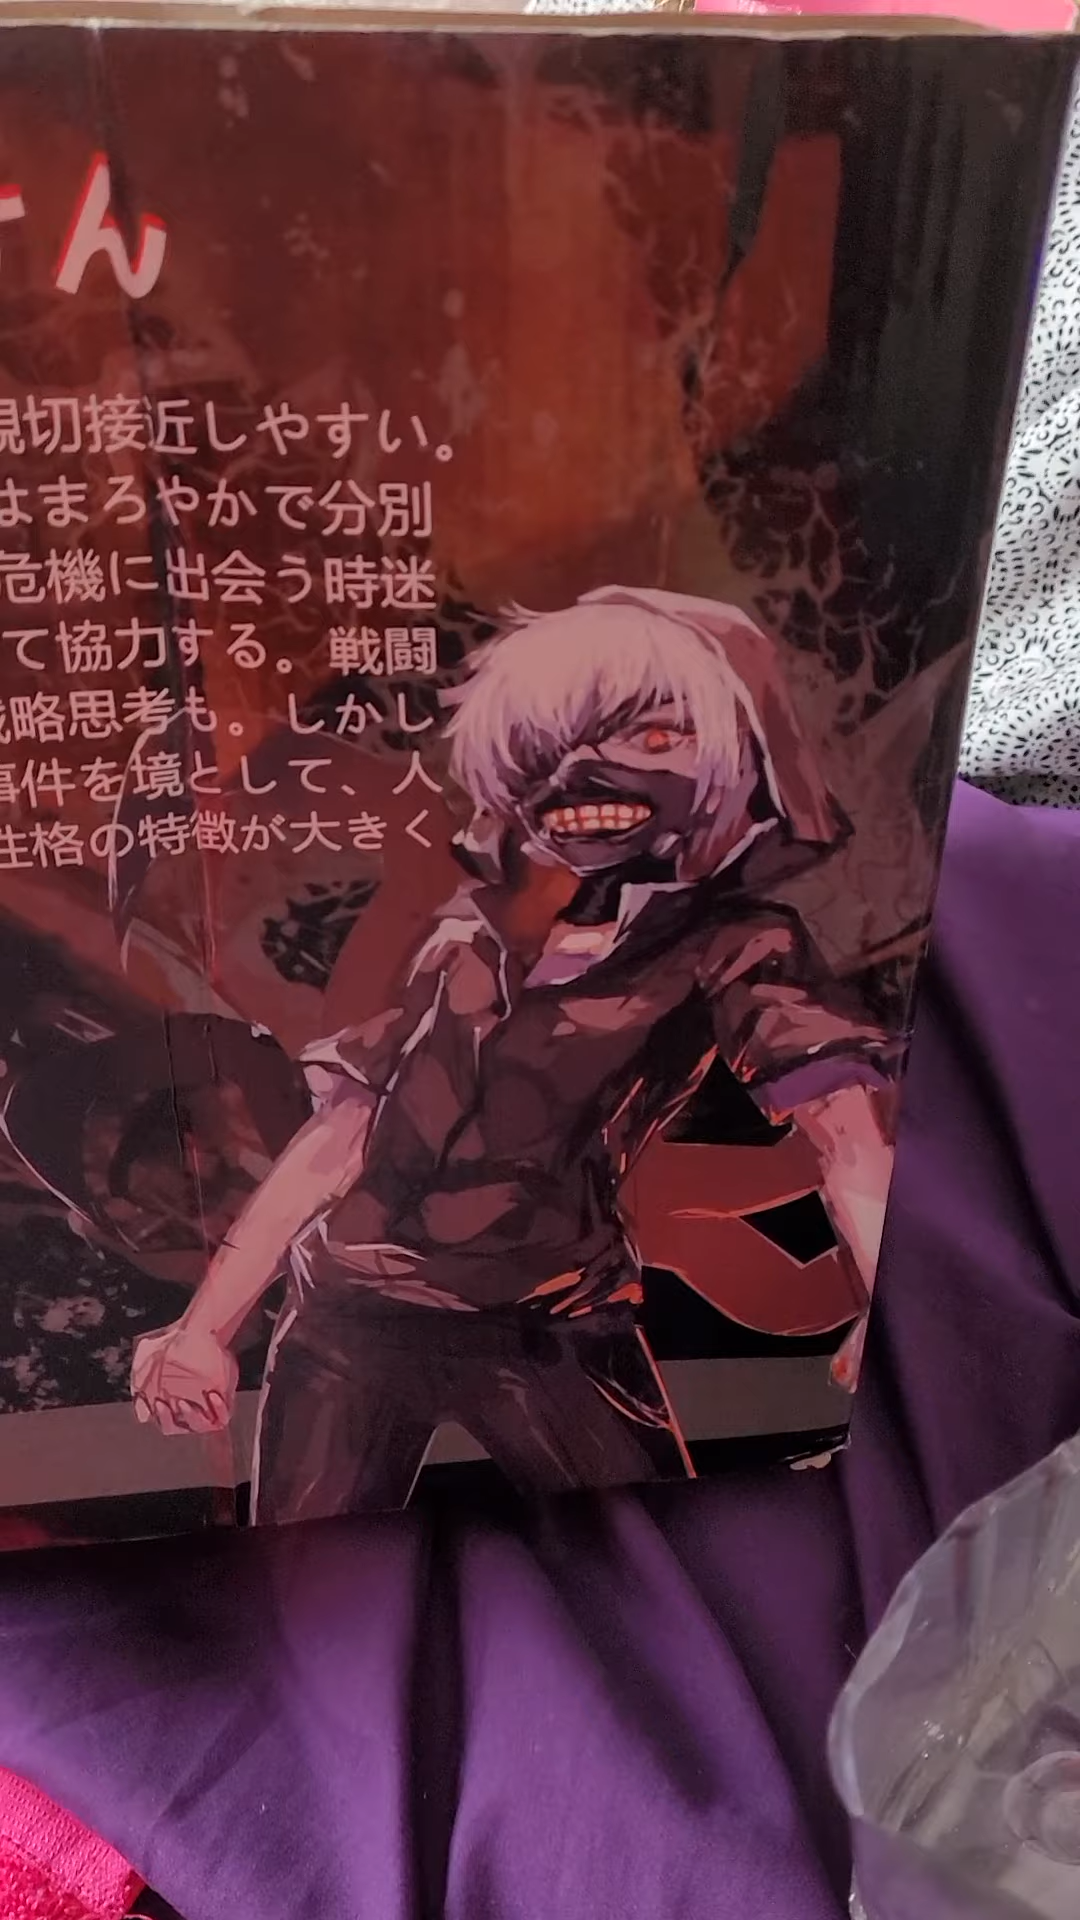 けん
親切接近しやすい。
はまろやかで分別
危機に出会う時迷
て協力する。戦闘
戦略思考も。しかし
事件を境として、人
性格の特徴が大きく